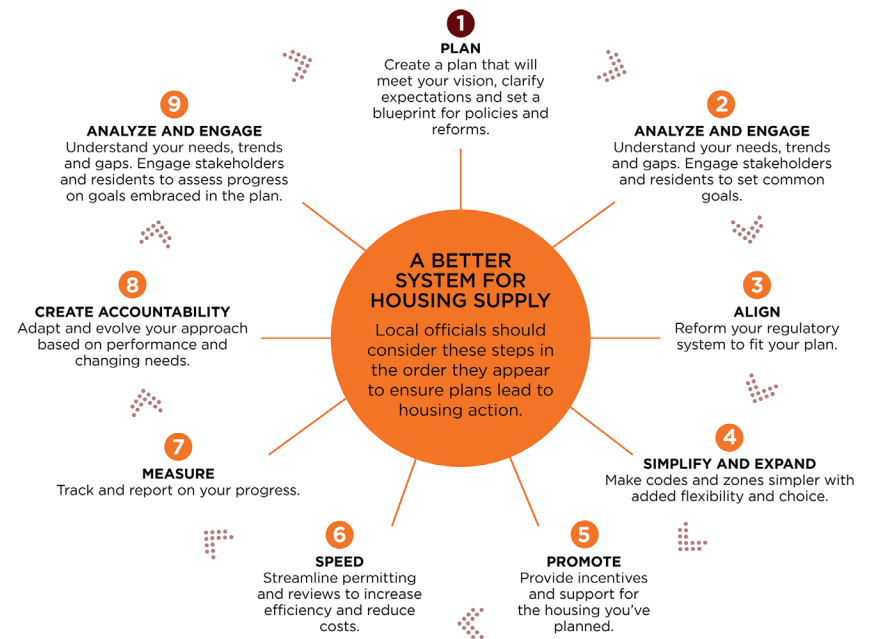 1
PLAN
Create a plan that will
meet your vision, clarify
expectations and set a
blueprint for policies and
reforms.
2
ANALYZE AND ENGAGE
Understand your needs, trends
and gaps. Engage stakeholders
and residents to set common
goals.
3
ALIGN
Reform your regulatory
system to fit your plan.
4
SIMPLIFY AND EXPAND
Make codes and zones simpler with
added flexibility and choice.
5
PROMOTE
Provide incentives
and support for
the housing you've
planned.
6
SPEED
Streamline permitting
and reviews to increase
efficiency and reduce
costs.
7
MEASURE
Track and report on your progress.
8
CREATE ACCOUNTABILITY
Adapt and evolve your approach
based on performance and
changing needs.
9
ANALYZE AND ENGAGE
Understand your needs, trends
and gaps. Engage stakeholders
and residents to assess progress
on goals embraced in the plan.
A BETTER
SYSTEM FOR
HOUSING SUPPLY
Local officials should
consider these steps in
the order they appear
to ensure plans lead to
housing action.